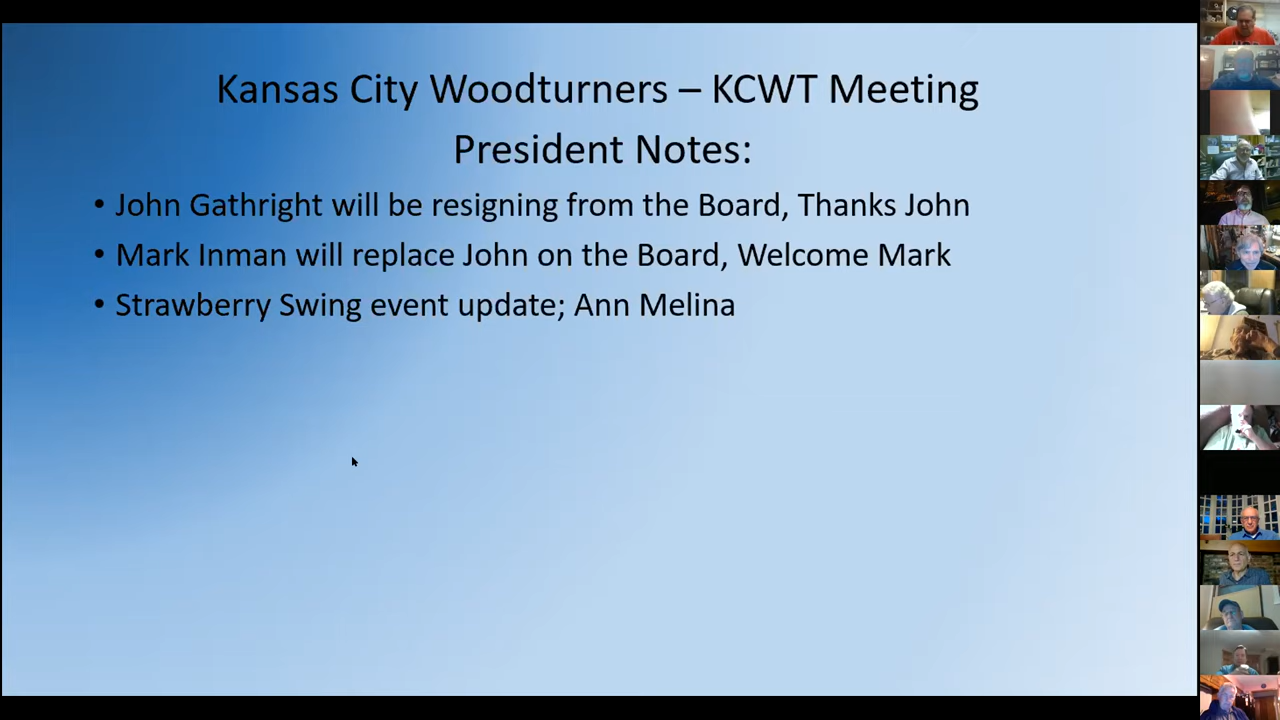 Kansas City Woodturners – KCWT Meeting
President Notes:
• John Gathright will be resigning from the Board, Thanks John
• Mark Inman will replace John on the Board, Welcome Mark
• Strawberry Swing event update; Ann Melina